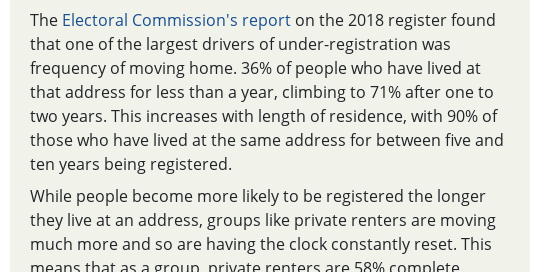 The Electoral Commission's report on the 2018 register found
that one of the largest drivers of under-registration was
frequency of moving home. 36% of people who have lived at
that address for less than a year, climbing to 71% after one to
two years. This increases with length of residence, with 90% of
those who have lived at the same address for between five and
ten years being registered.
While people become more likely to be registered the longer
they live at an address, groups like private renters are moving
much more and so are having the clock constantly reset. This
means that as a group, private renters are 58% complete